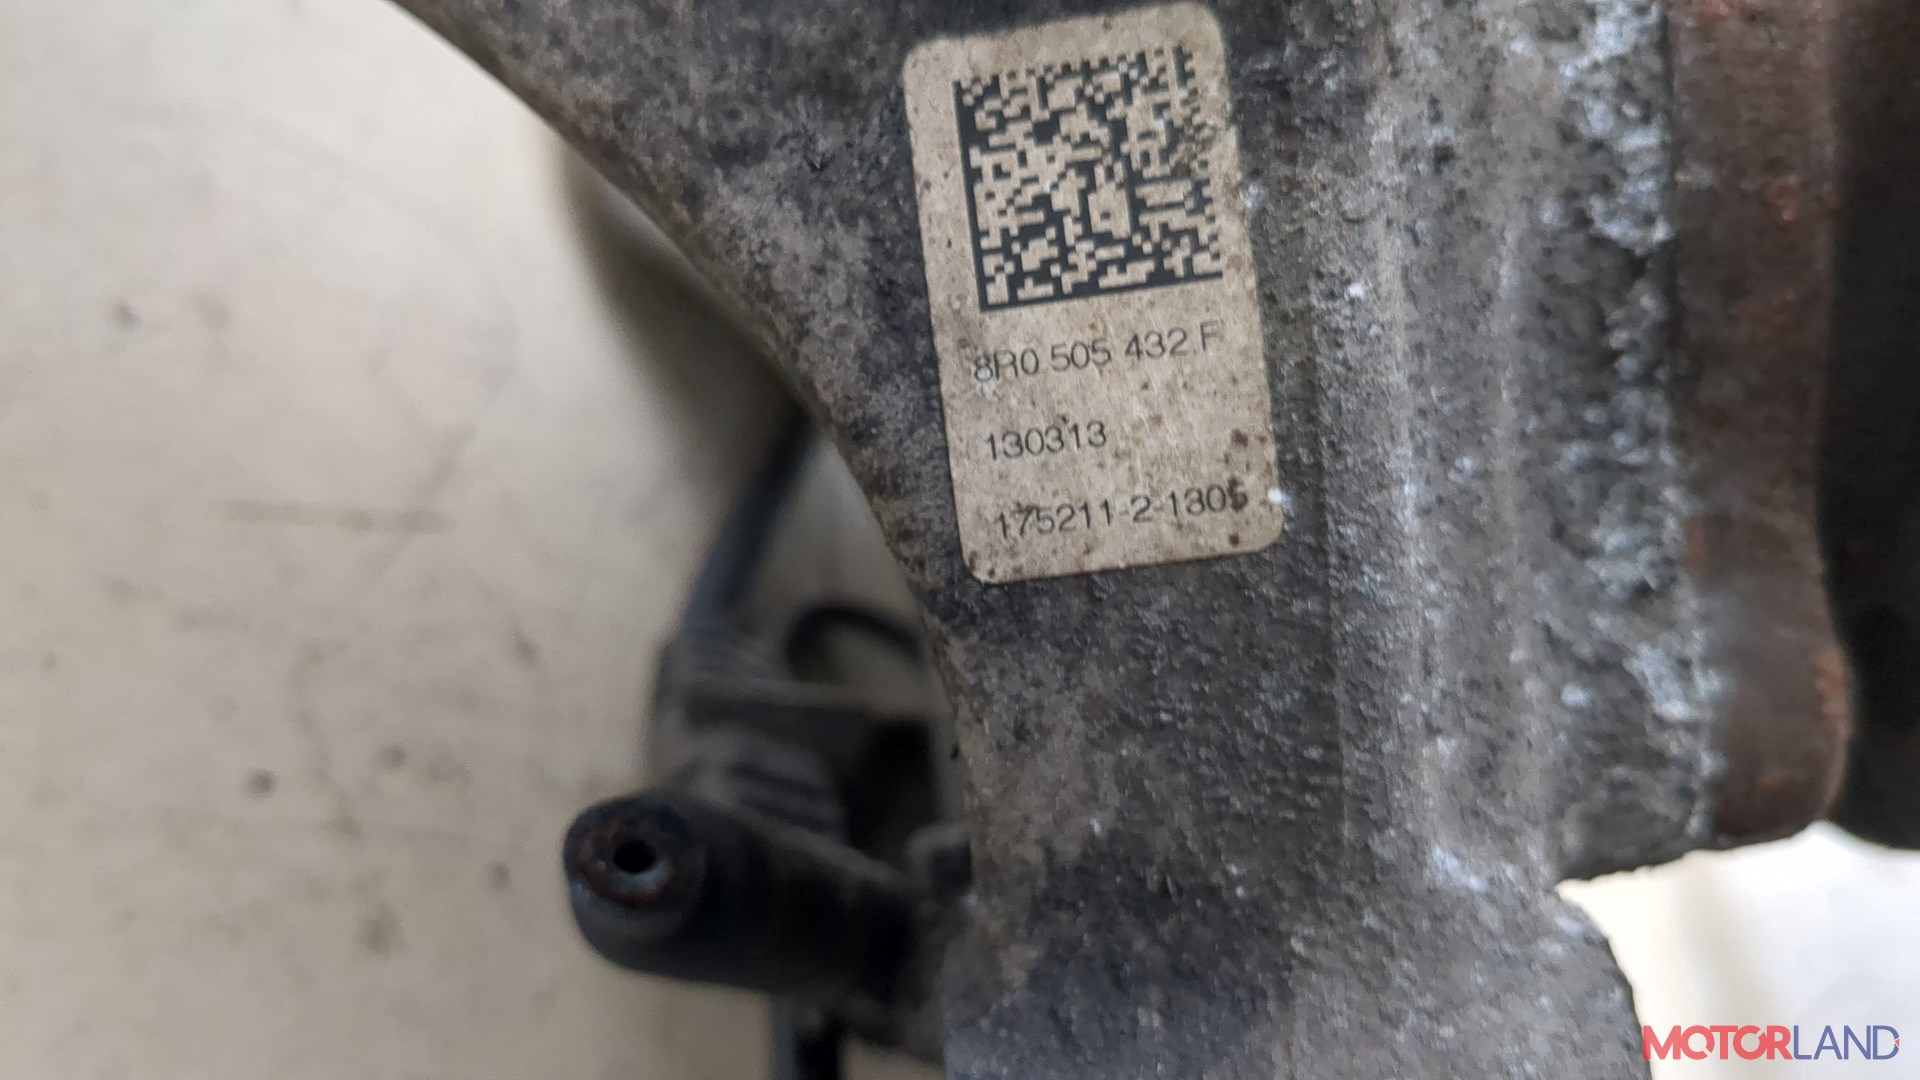 8R0 505 432 F
130313
175211-2-1305
MOTORLAND